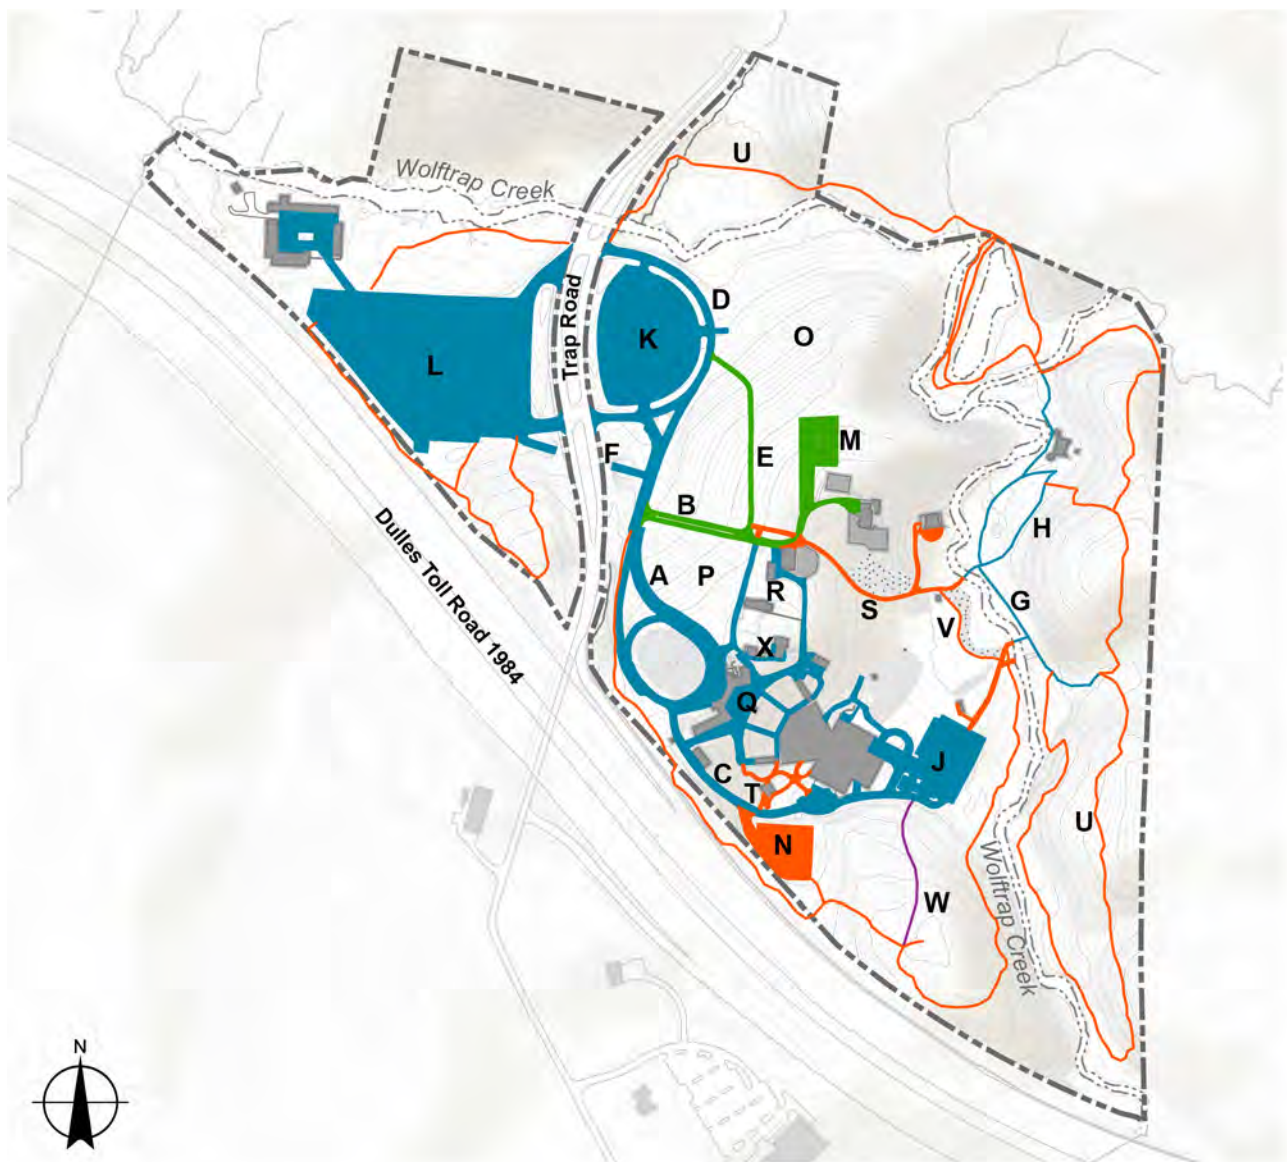 U
Wolftrap Creek
Trap Road
D
K
O
L
M
E
F
B
H
Dulles Toll Road 1984
A
P
R
S
G
V
X
Q
J
C
T
U
N
W
Wolftrap Creek
N